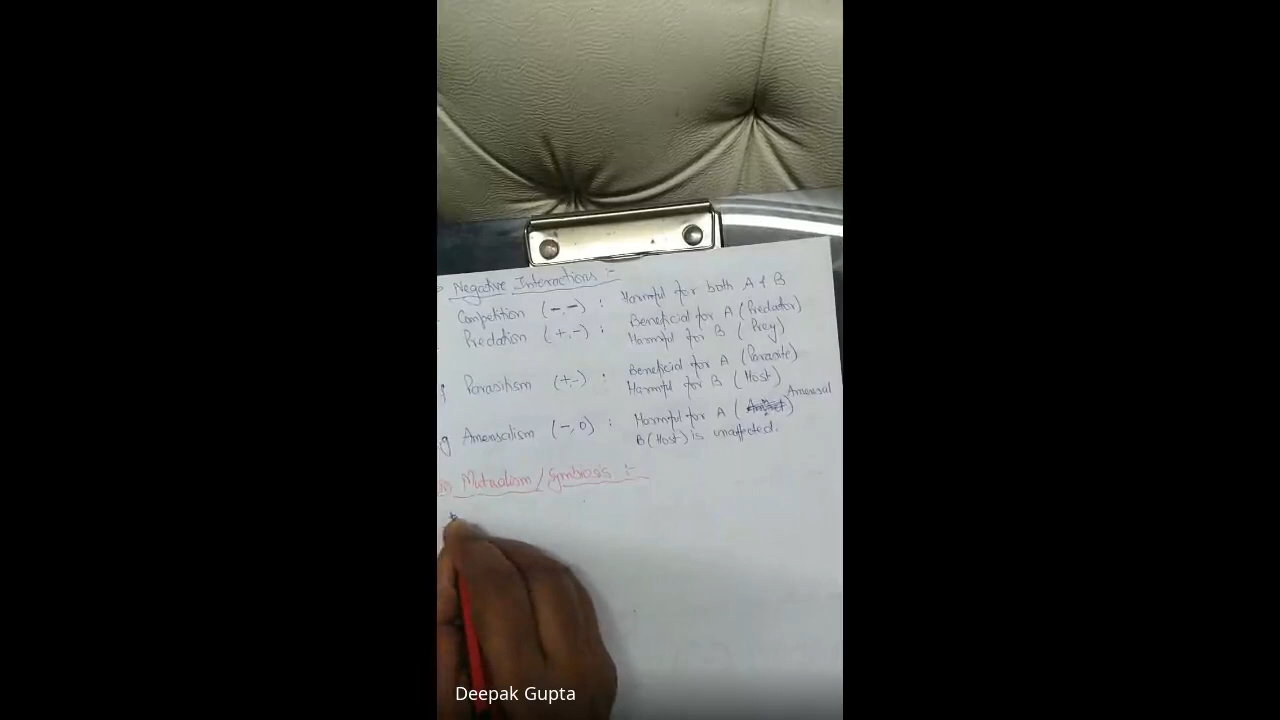 Negative Interactions :-
Competition (-,-) : Harmful for both A & B
Predation (+,-) : Beneficial for A (Predator)
Harmful for B (Prey)
Parasitism (+,-) : Beneficial for A (Parasite)
Harmful for B (Host)
Amensalism (-,0) : Harmful for A ( ) Amensal
B(Host) is unaffected.
Mutualism / Symbiosis :-
Deepak Gupta